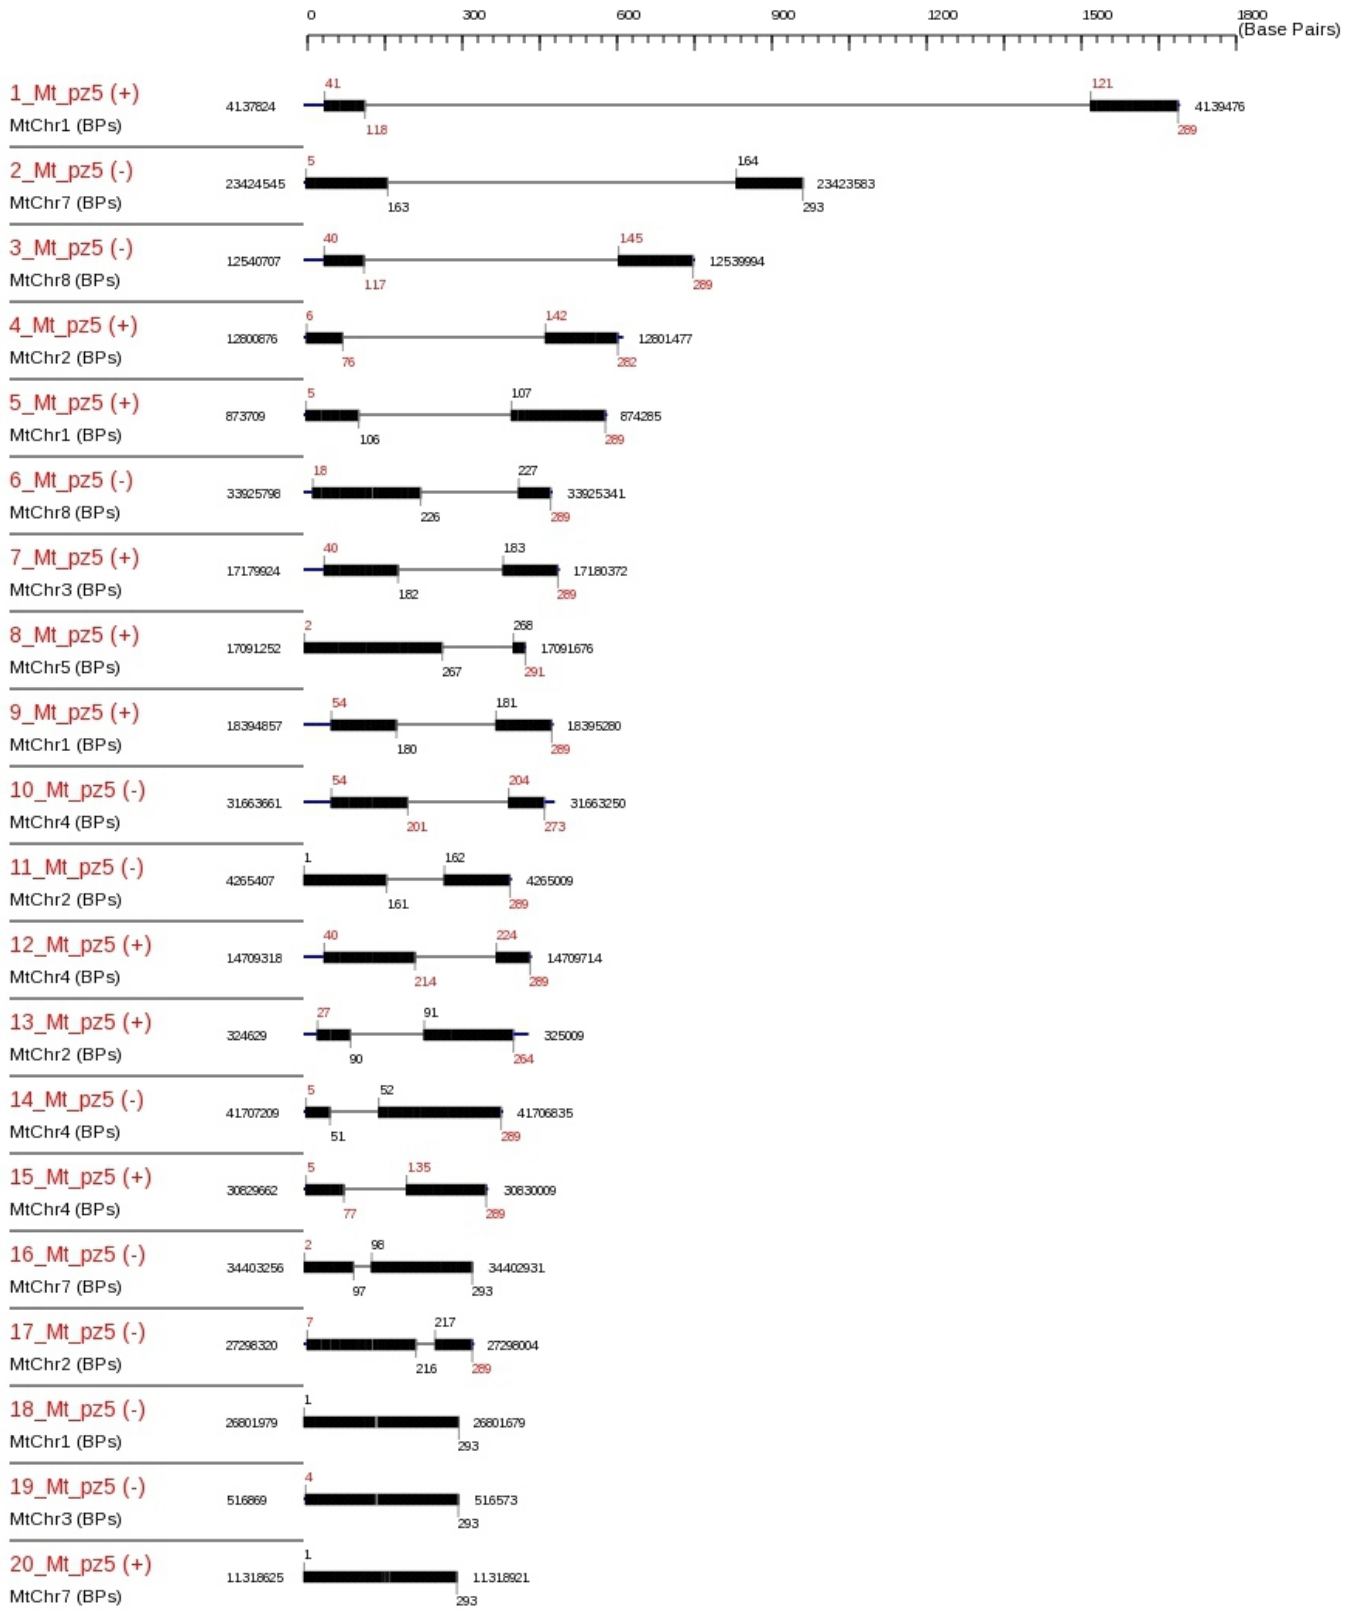 0 300 600 900 1200 1500 1800
(Base Pairs)
41 121
1_Mt_pz5 (+) 4137824 4139476
MtChr1 (BPs) 118 289
5 164
2_Mt_pz5 (-) 23424545 23423583
MtChr7 (BPs) 163 293
40 145
3_Mt_pz5 (-) 12540707 12539994
MtChr8 (BPs) 117 289
6 142
4_Mt_pz5 (+) 12800876 12801477
MtChr2 (BPs) 76 282
5 107
5_Mt_pz5 (+) 873709 874285
MtChr1 (BPs) 106 289
18 227
6_Mt_pz5 (-) 33925798 33925341
MtChr8 (BPs) 226 289
40 183
7_Mt_pz5 (+) 17179924 17180372
MtChr3 (BPs) 182 289
2 268
8_Mt_pz5 (+) 17091252 17091676
MtChr5 (BPs) 267 291
54 181
9_Mt_pz5 (+) 18394857 18395280
MtChr1 (BPs) 180 289
54 204
10_Mt_pz5 (-) 31663661 31663250
MtChr4 (BPs) 201 273
1 162
11_Mt_pz5 (-) 4265407 4265009
MtChr2 (BPs) 161 289
40 224
12_Mt_pz5 (+) 14709318 14709714
MtChr4 (BPs) 214 289
27 91
13_Mt_pz5 (+) 324629 325009
MtChr2 (BPs) 90 264
5 52
14_Mt_pz5 (-) 41707209 41706835
MtChr4 (BPs) 51 289
5 135
15_Mt_pz5 (+) 30829662 30830009
MtChr4 (BPs) 77 289
2 98
16_Mt_pz5 (-) 34403256 34402931
MtChr7 (BPs) 97 293
7 217
17_Mt_pz5 (-) 27298320 27298004
MtChr2 (BPs) 216 289
1
18_Mt_pz5 (-) 26801979 26801679
MtChr1 (BPs) 293
4
19_Mt_pz5 (-) 516869 516573
MtChr3 (BPs) 293
1
20_Mt_pz5 (+) 11318625 11318921
MtChr7 (BPs) 293